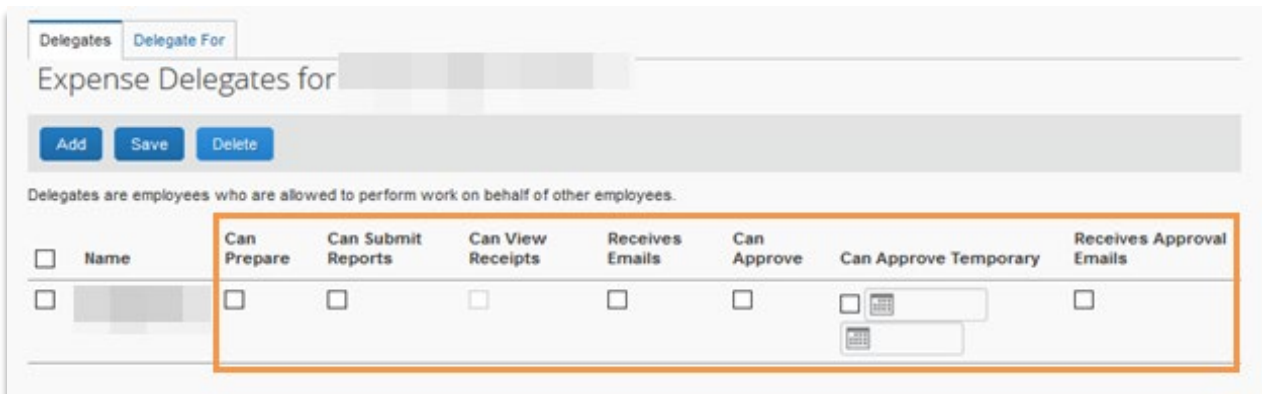 Delegates Delegate For
Expense Delegates for
Add Save Delete
Delegates are employees who are allowed to perform work on behalf of other employees.
Name Can Prepare Can Submit Reports Can View Receipts Receives Emails Can Approve Can Approve Temporary Receives Approval Emails